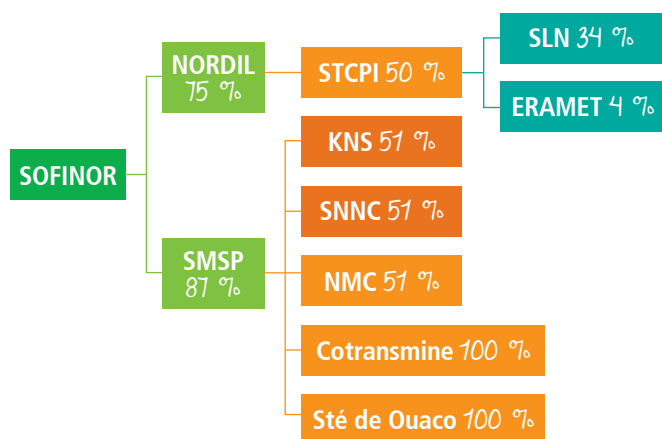 SOFINOR
NORDIL
75 %
STCPI 50 %
SLN 34 %
ERAMET 4 %
SMSP
87 %
KNS 51 %
SNNC 51 %
NMC 51 %
Cotransmine 100 %
Sté de Ouaco 100 %